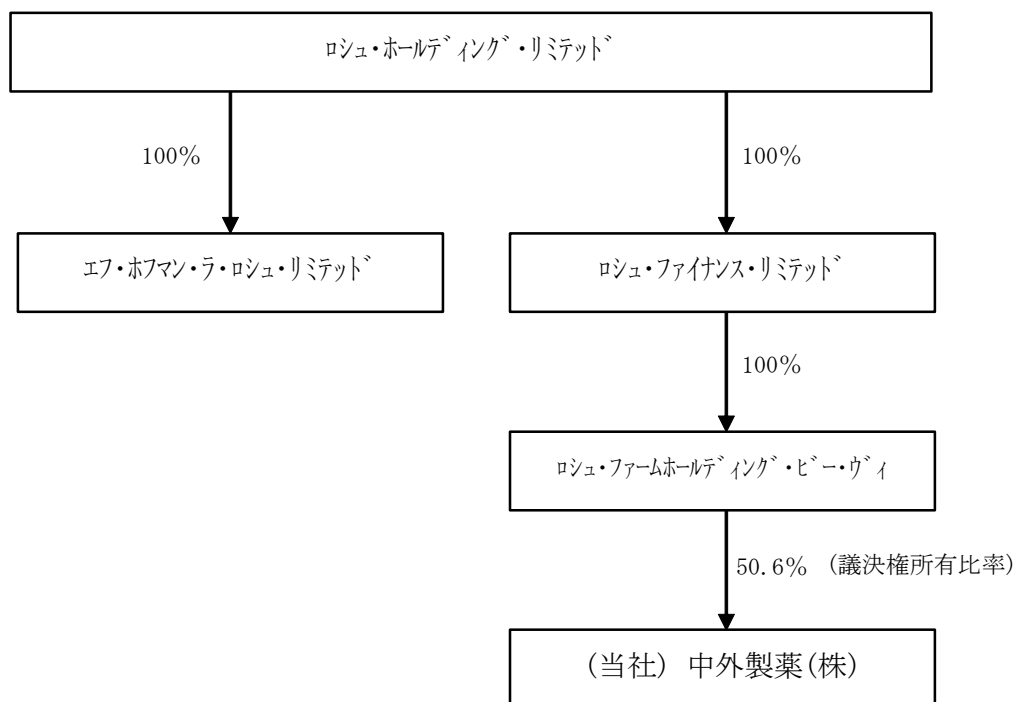 ロシュ・ホールディング・リミテッド
100%
100%
エフ・ホフマン・ラ・ロシュ・リミテッド
ロシュ・ファイナンス・リミテッド
100%
ロシュ・ファームホールディング・ビー・ヴィ
50.6% (議決権所有比率)
(当社) 中外製薬(株)